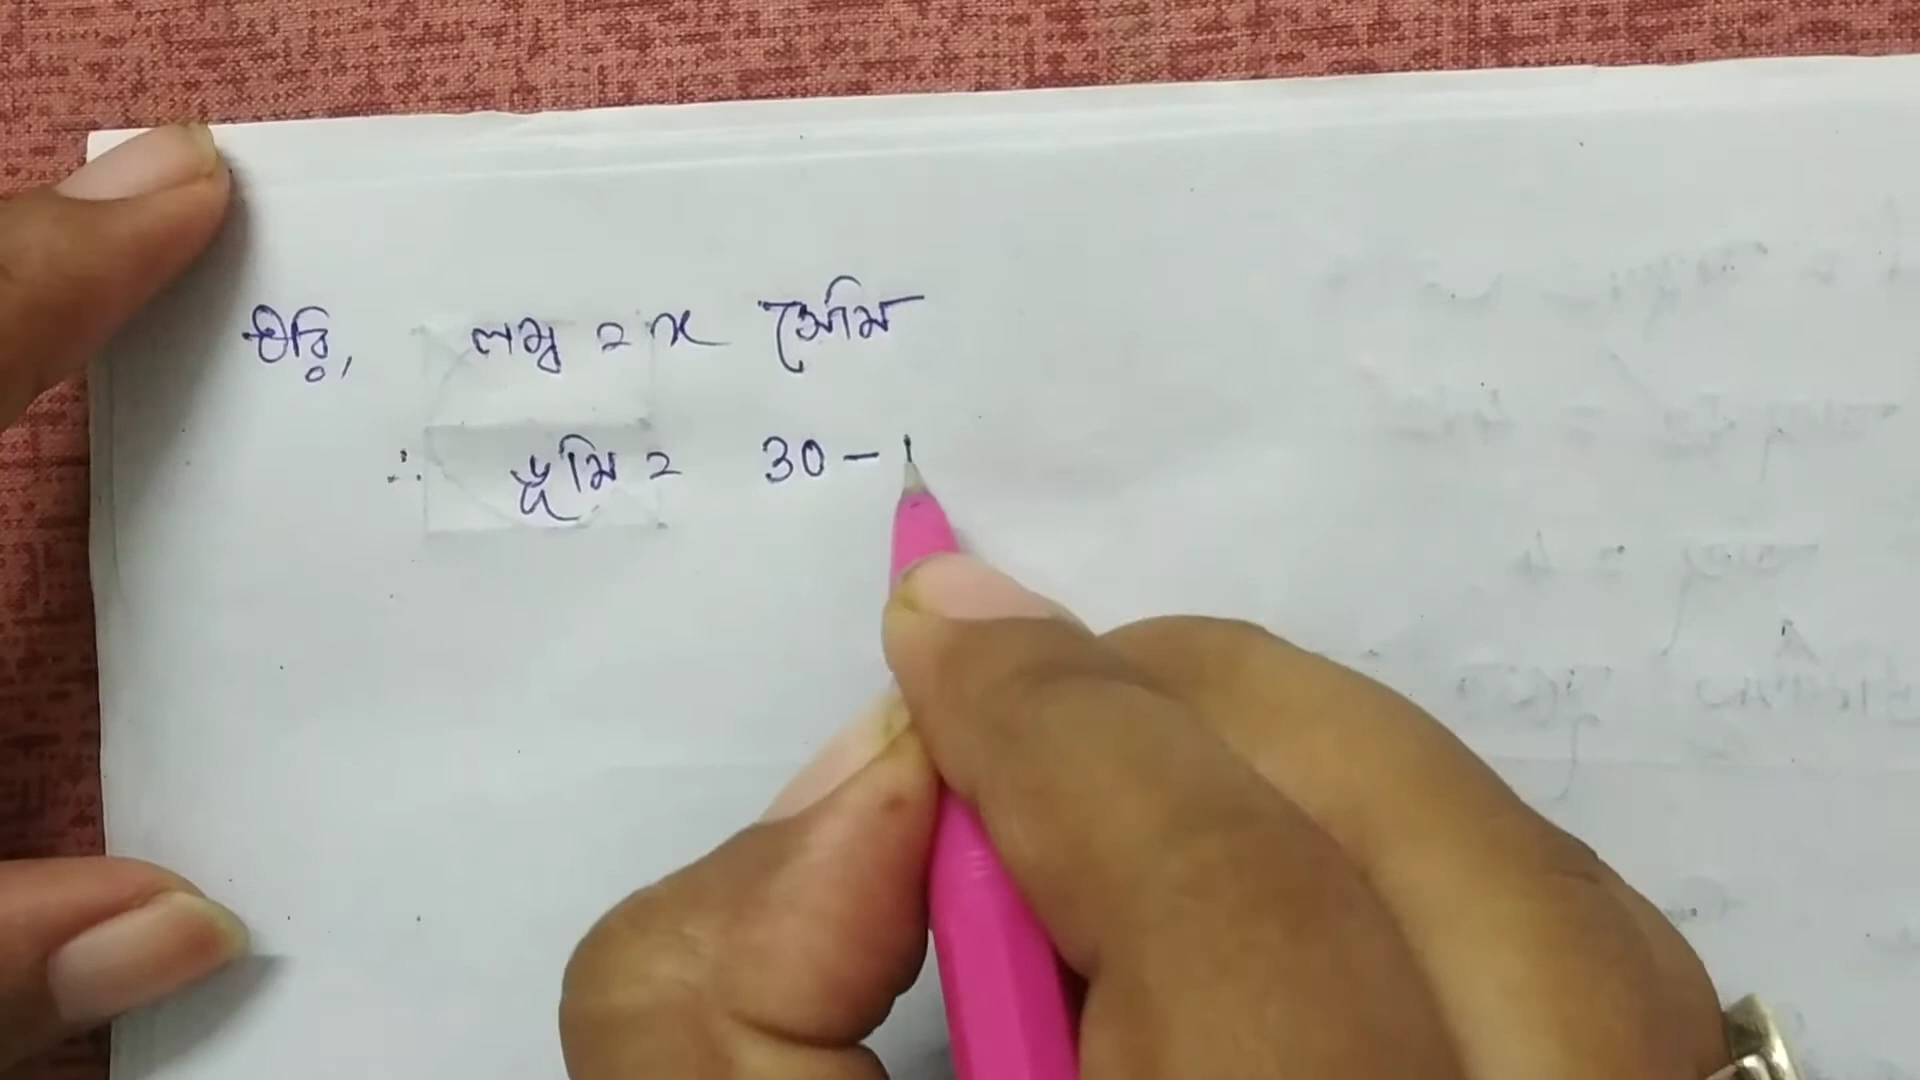 ধরি, লম্ব = x সেমি
∴ ভূমি = 30 -